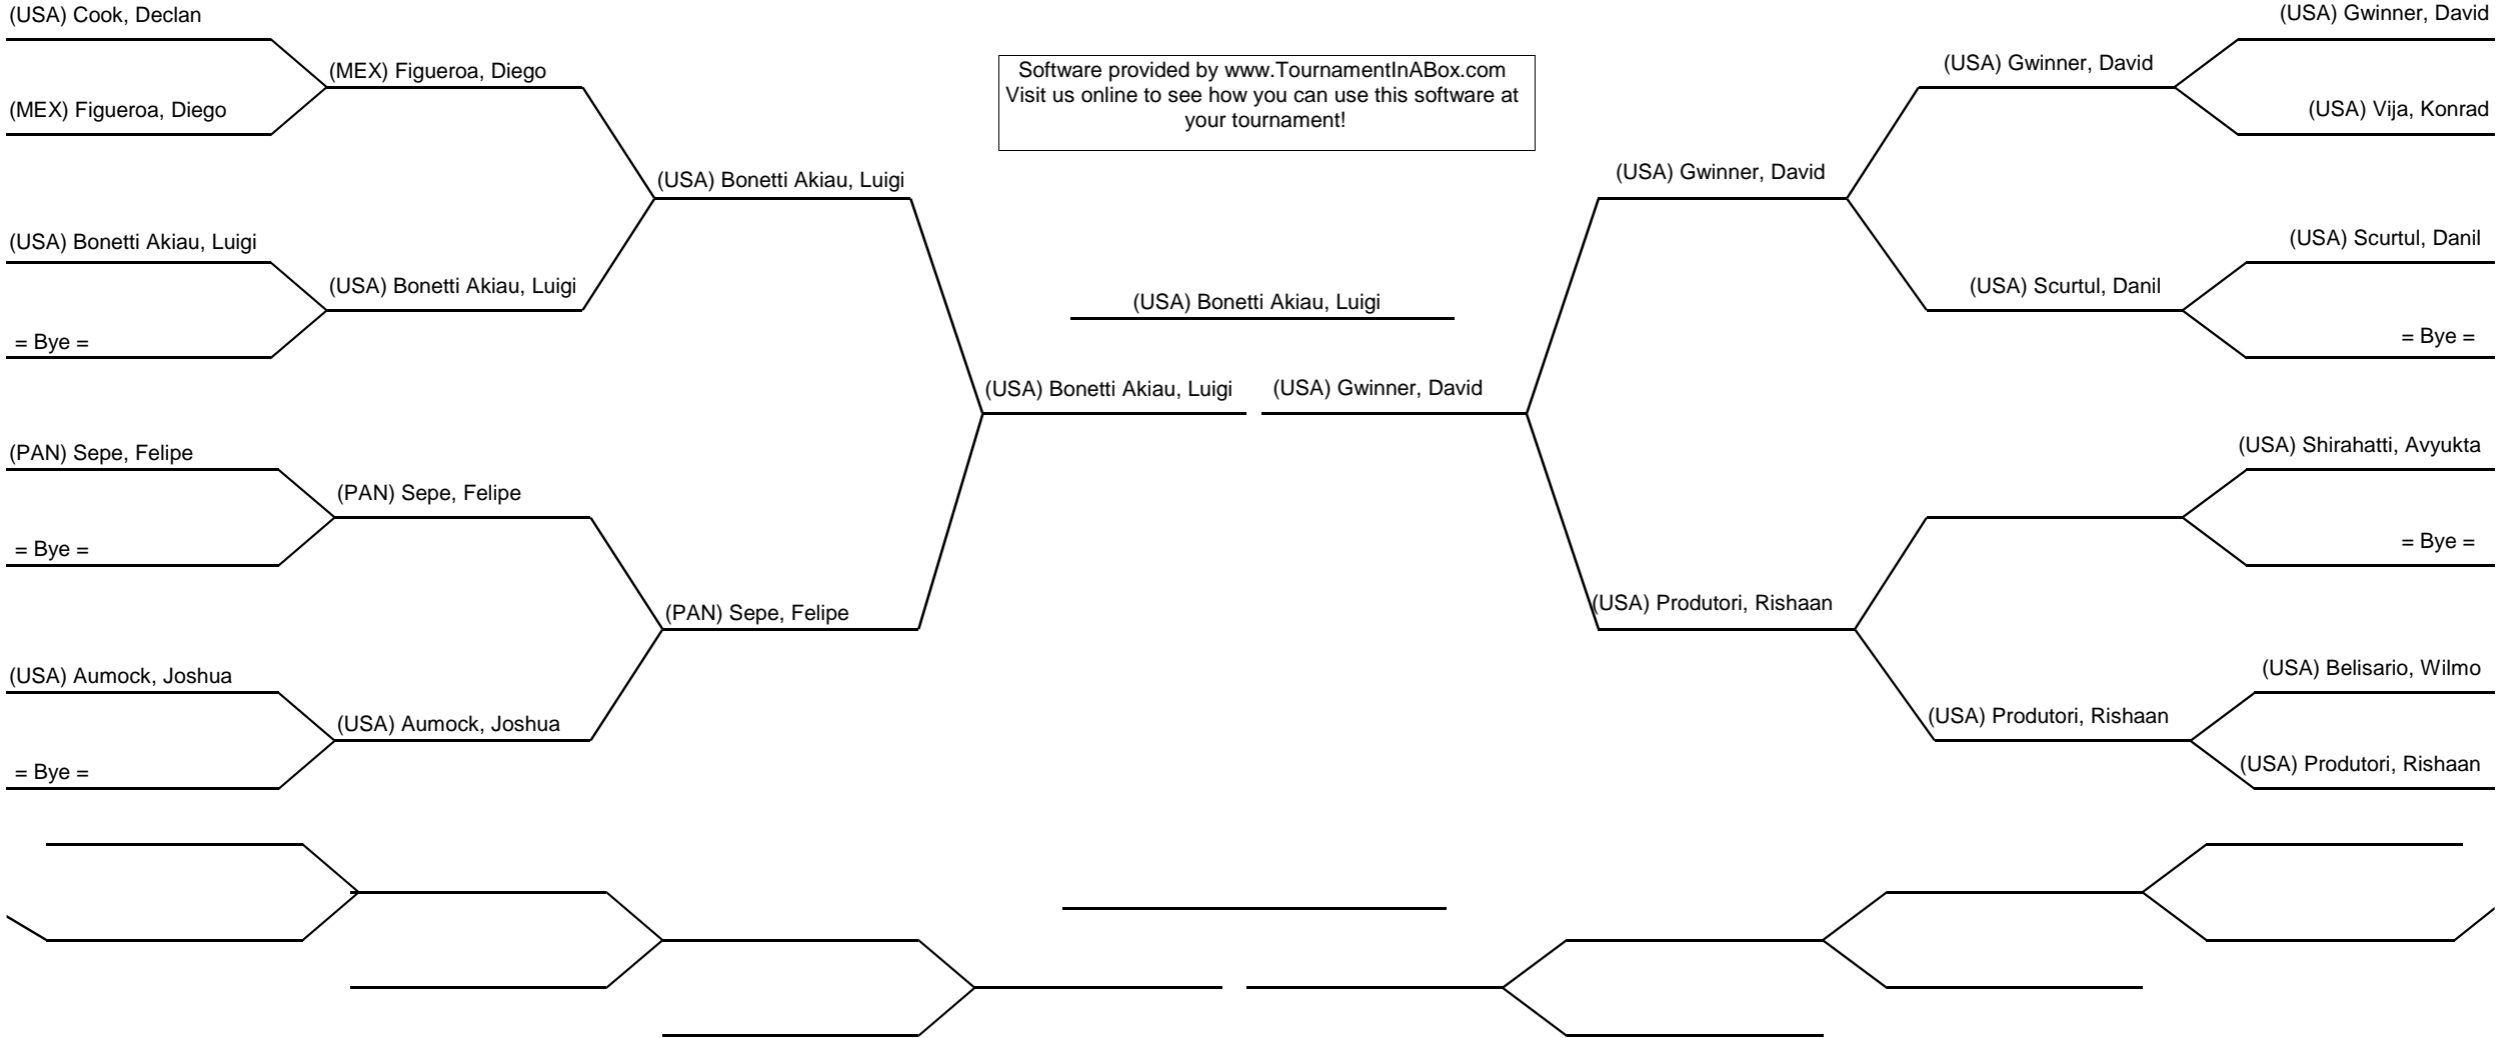 (USA) Cook, Declan
(MEX) Figueroa, Diego
(MEX) Figueroa, Diego
(USA) Bonetti Akiau, Luigi
(USA) Bonetti Akiau, Luigi
(USA) Bonetti Akiau, Luigi
= Bye =
(PAN) Sepe, Felipe
(PAN) Sepe, Felipe
= Bye =
(PAN) Sepe, Felipe
(USA) Aumock, Joshua
(USA) Aumock, Joshua
= Bye =
Software provided by www.TournamentInABox.com
Visit us online to see how you can use this software at
your tournament!
(USA) Bonetti Akiau, Luigi
(USA) Bonetti Akiau, Luigi
(USA) Gwinner, David
(USA) Gwinner, David
(USA) Gwinner, David
(USA) Gwinner, David
(USA) Vija, Konrad
(USA) Scurtul, Danil
(USA) Scurtul, Danil
= Bye =
(USA) Shirahatti, Avyukta
= Bye =
(USA) Produtori, Rishaan
(USA) Belisario, Wilmo
(USA) Produtori, Rishaan
(USA) Produtori, Rishaan